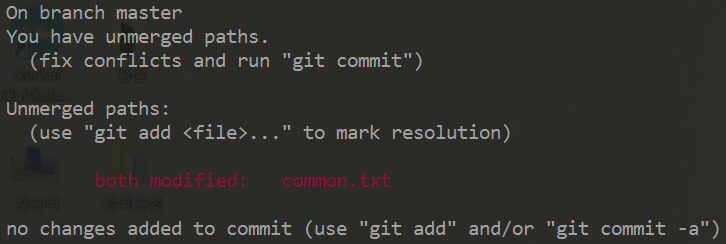 On branch master
You have unmerged paths.
  (fix conflicts and run "git commit")
Unmerged paths:
  (use "git add <file>..." to mark resolution)
        both modified:   common.txt
no changes added to commit (use "git add" and/or "git commit -a")